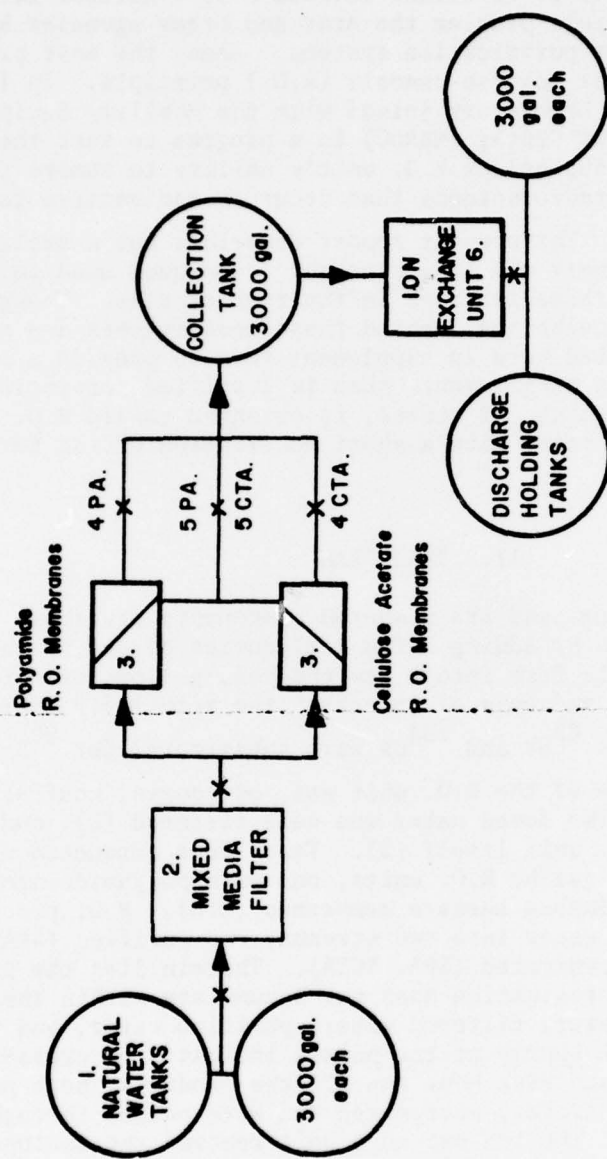 1.
NATURAL
WATER
TANKS
3000 gal.
each
2.
MIXED
MEDIA
FILTER
Polyamide
R.O. Membranes
3.
3.
Cellulose Acetate
R.O. Membranes
4 PA.
5 PA.
5 CTA.
4 CTA.
COLLECTION
TANK
3000 gal.
ION
EXCHANGE
UNIT 6.
DISCHARGE
HOLDING
TANKS
3000
gal.
each